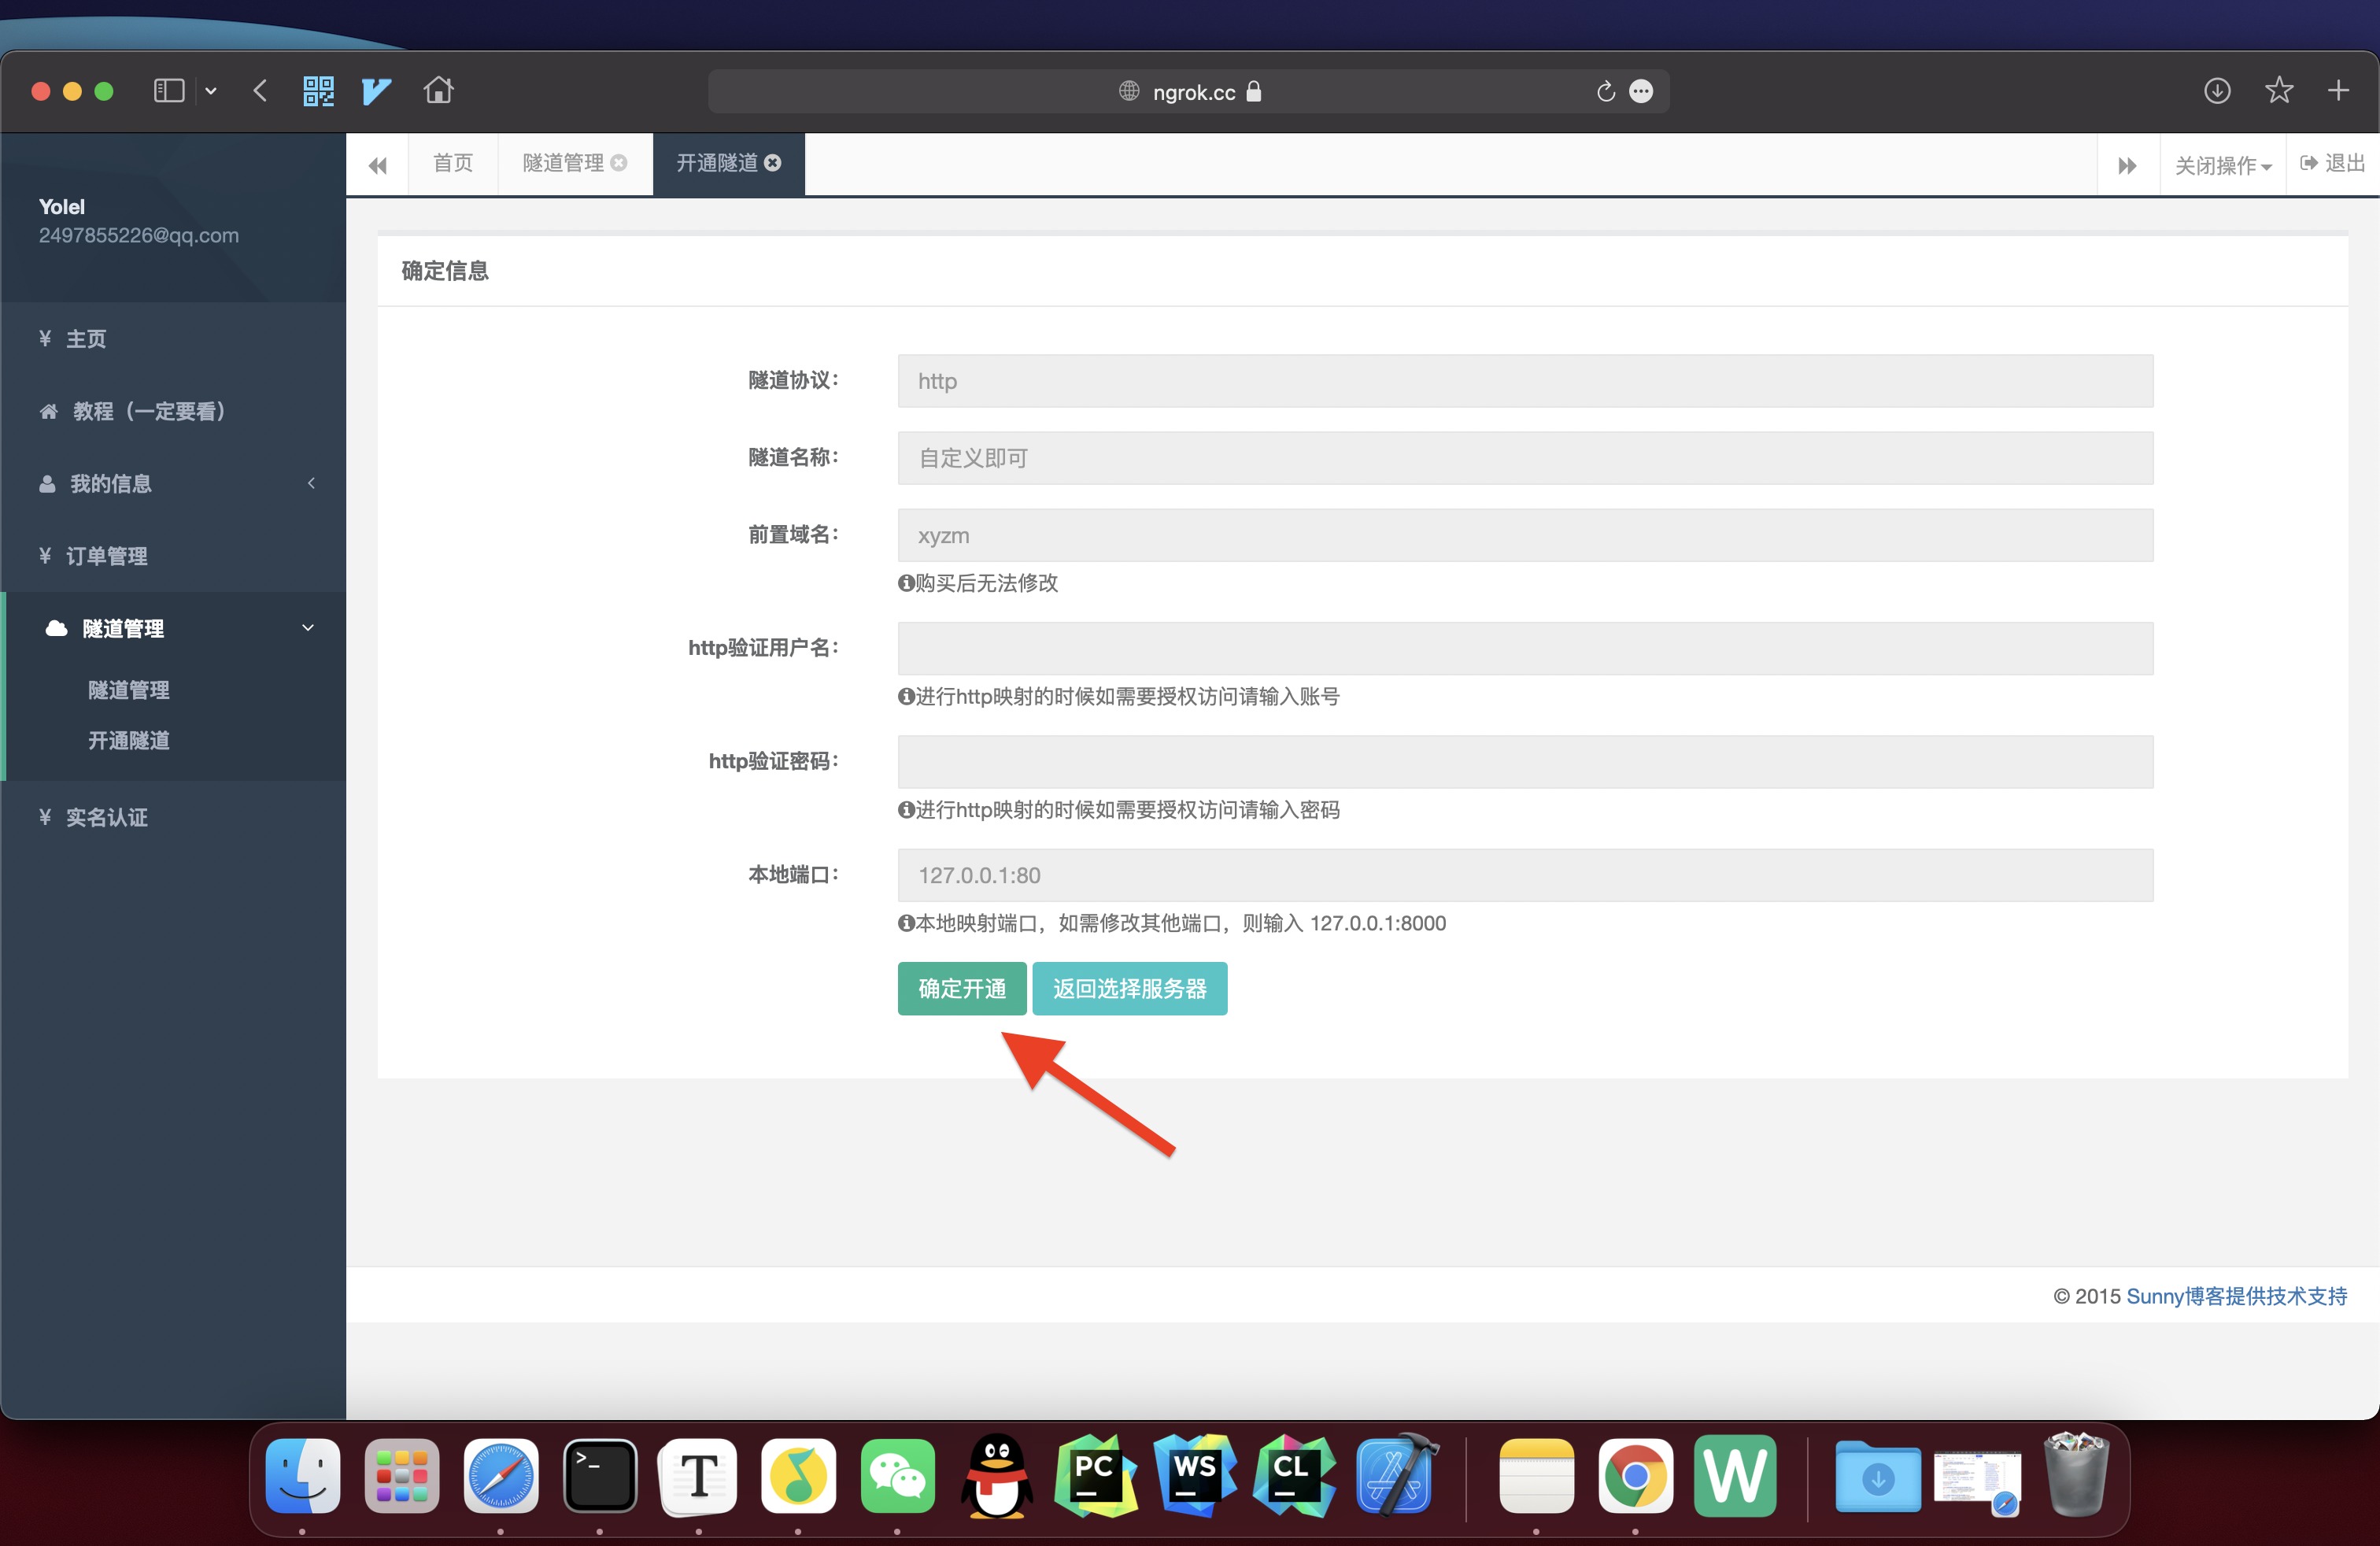 ngrok.cc
首页
隧道管理
开通隧道
关闭操作
退出
Yolel
2497855226@qq.com
¥ 主页
教程（一定要看）
我的信息
¥ 订单管理
隧道管理
隧道管理
开通隧道
¥ 实名认证
确定信息
隧道协议：
http
隧道名称：
自定义即可
前置域名：
xyzm
购买后无法修改
http验证用户名：
进行http映射的时候如需要授权访问请输入账号
http验证密码：
进行http映射的时候如需要授权访问请输入密码
本地端口：
127.0.0.1:80
本地映射端口，如需修改其他端口，则输入 127.0.0.1:8000
确定开通
返回选择服务器
© 2015 Sunny博客提供技术支持
>_
T
PC
WS
CL
W